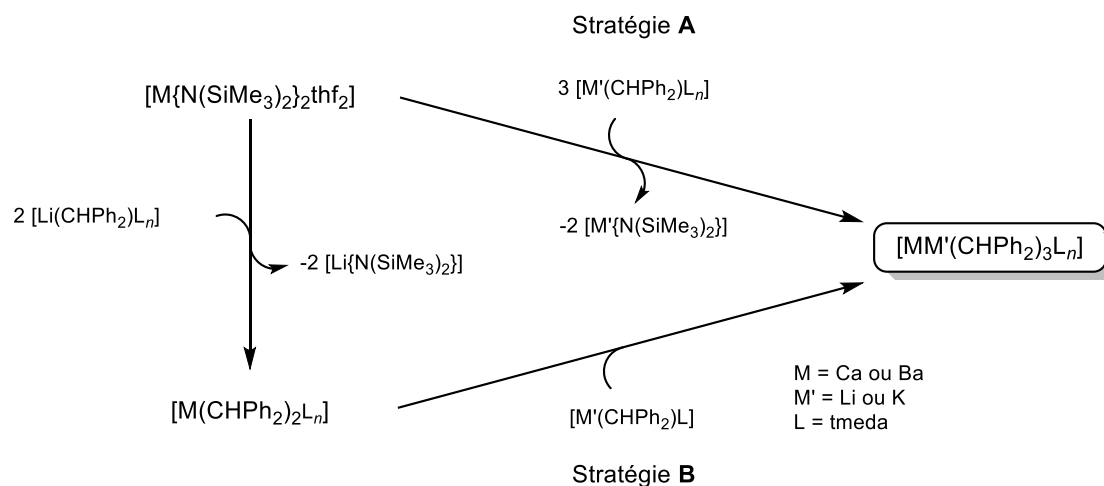 Stratégie A
3 [M'(CHPh2)Ln]
[M{N(SiMe3)2}2thf2]
2 [Li(CHPh2)Ln]
-2 [M'{N(SiMe3)2}]
-2 [Li{N(SiMe3)2}]
[MM'(CHPh2)3Ln]
M = Ca ou Ba
M' = Li ou K
L = tmeda
[M(CHPh2)2Ln]
[M'(CHPh2)L]
Stratégie B